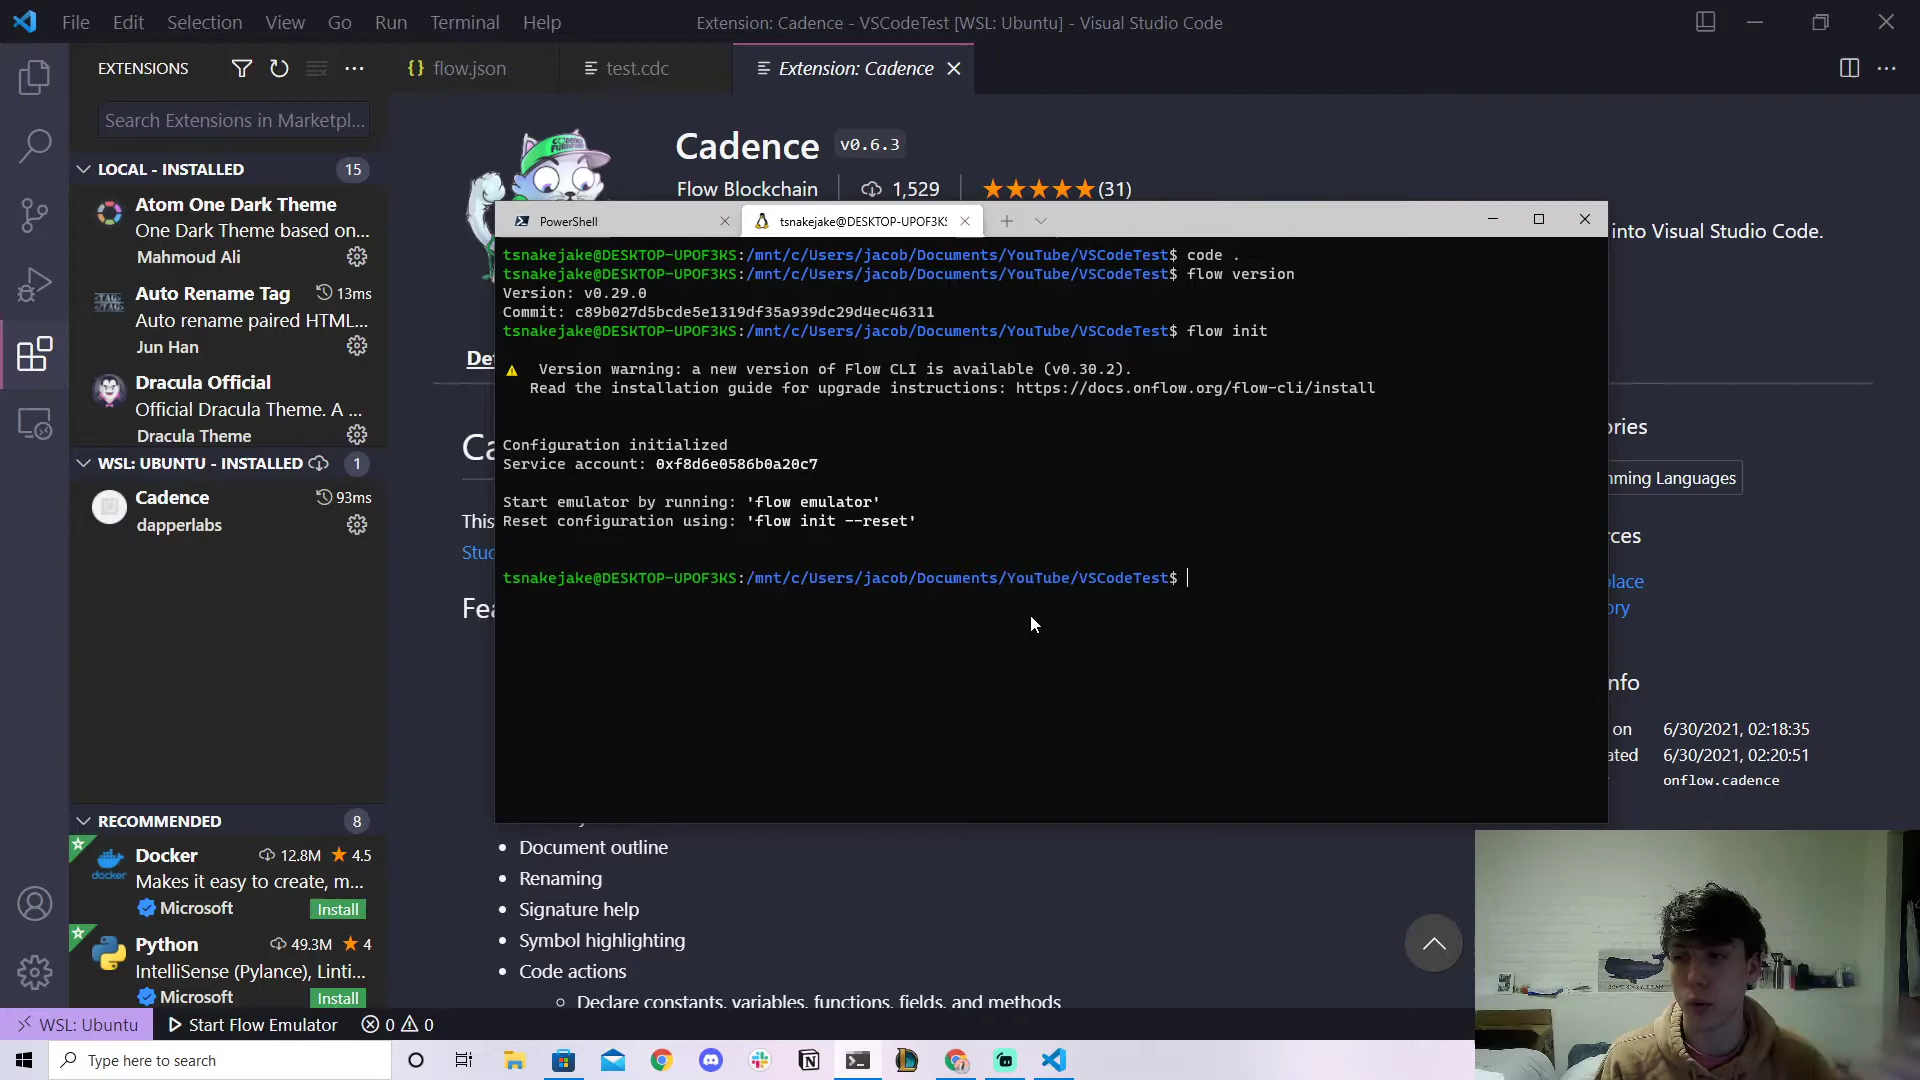 File Edit Selection View Go Run Terminal Help
Extension: Cadence - VSCodeTest [WSL: Ubuntu] - Visual Studio Code
EXTENSIONS
{} flow.json
test.cdc
Extension: Cadence
Search Extensions in Marketpl...
LOCAL - INSTALLED 15
Atom One Dark Theme
One Dark Theme based on...
Mahmoud Ali
Auto Rename Tag 13ms
Auto rename paired HTML...
Jun Han
Dracula Official
Official Dracula Theme. A ...
Dracula Theme
WSL: UBUNTU - INSTALLED 1
Cadence 93ms
dapperlabs
RECOMMENDED 8
Docker 12.8M 4.5
Makes it easy to create, m...
Microsoft Install
Python 49.3M 4
IntelliSense (Pylance), Linti...
Microsoft Install
Cadence v0.6.3
Flow Blockchain 1,529 (31)
into Visual Studio Code.
PowerShell
tsnakejake@DESKTOP-UPOF3KS
tsnakejake@DESKTOP-UPOF3KS:/mnt/c/Users/jacob/Documents/YouTube/VSCodeTest$ code .
tsnakejake@DESKTOP-UPOF3KS:/mnt/c/Users/jacob/Documents/YouTube/VSCodeTest$ flow version
Version: v0.29.0
Commit: c89b027d5bcde5e1319df35a939dc29d4ec46311
tsnakejake@DESKTOP-UPOF3KS:/mnt/c/Users/jacob/Documents/YouTube/VSCodeTest$ flow init
Version warning: a new version of Flow CLI is available (v0.30.2).
Read the installation guide for upgrade instructions: https://docs.onflow.org/flow-cli/install
Configuration initialized
Service account: 0xf8d6e0586b0a20c7
Start emulator by running: 'flow emulator'
Reset configuration using: 'flow init --reset'
tsnakejake@DESKTOP-UPOF3KS:/mnt/c/Users/jacob/Documents/YouTube/VSCodeTest$
De
Ca
This
Stud
Fea
ories
mming Languages
rces
place
ory
nfo
on 6/30/2021, 02:18:35
ated 6/30/2021, 02:20:51
onflow.cadence
• Document outline
• Renaming
• Signature help
• Symbol highlighting
• Code actions
○ Declare constants, variables, functions, fields, and methods
WSL: Ubuntu Start Flow Emulator 0 0
Type here to search